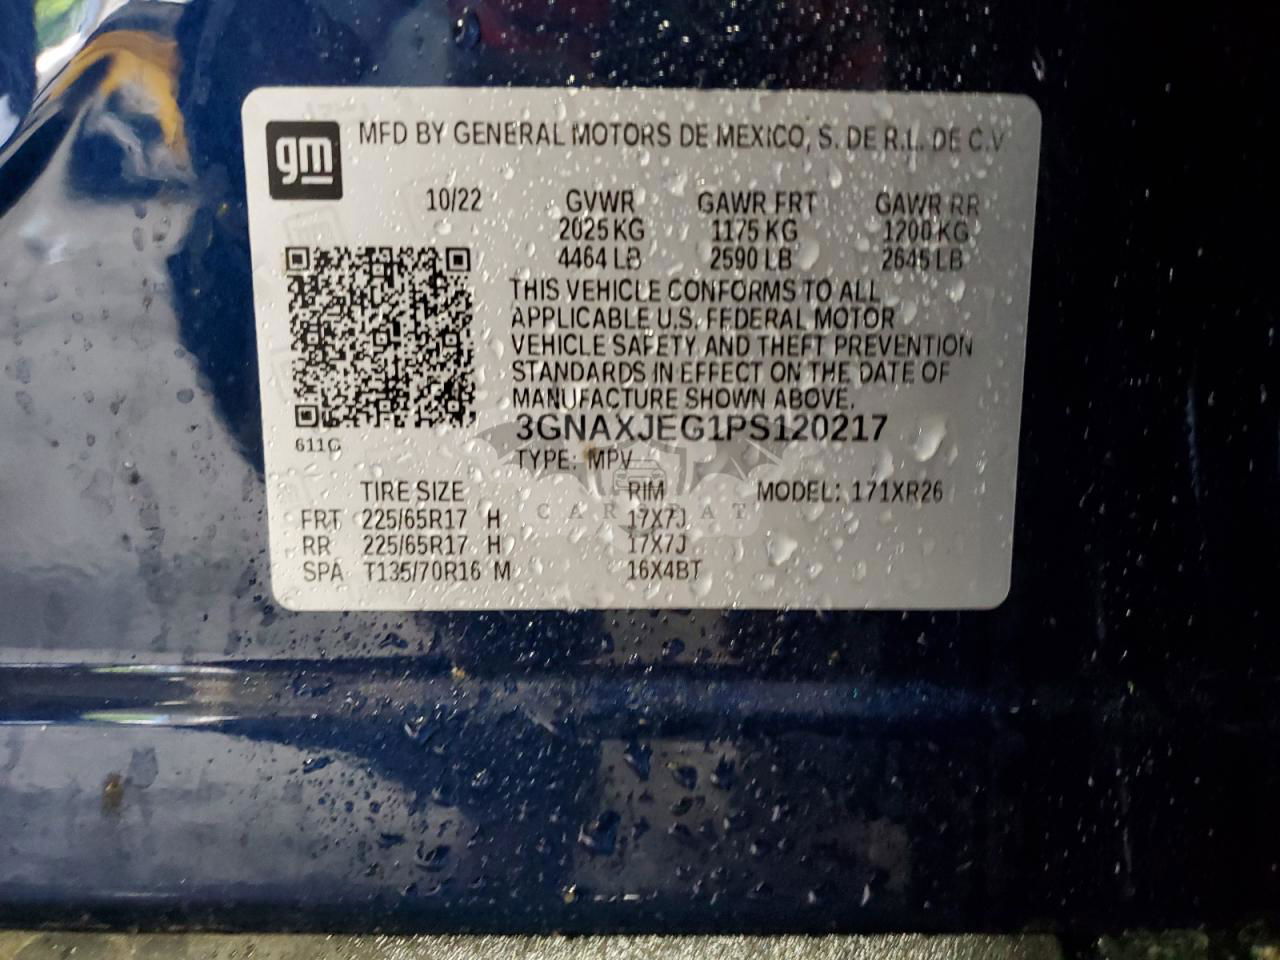 gm
MFD BY GENERAL MOTORS DE MEXICO, S. DE R.L. DE C.V
10/22 GVWR GAWR FRT GAWR RR
2025 KG 1175 KG 1200 KG
4464 LB 2590 LB 2645 LB
THIS VEHICLE CONFORMS TO ALL
APPLICABLE U.S. FEDERAL MOTOR
VEHICLE SAFETY AND THEFT PREVENTION
STANDARDS IN EFFECT ON THE DATE OF
MANUFACTURE SHOWN ABOVE.
3GNAXJEG1PS120217
611C
TYPE: MPV
TIRE SIZE RIM MODEL: 171XR26
FRT 225/65R17 H 17X7J
RR 225/65R17 H 17X7J
SPA T135/70R16 M 16X4BT